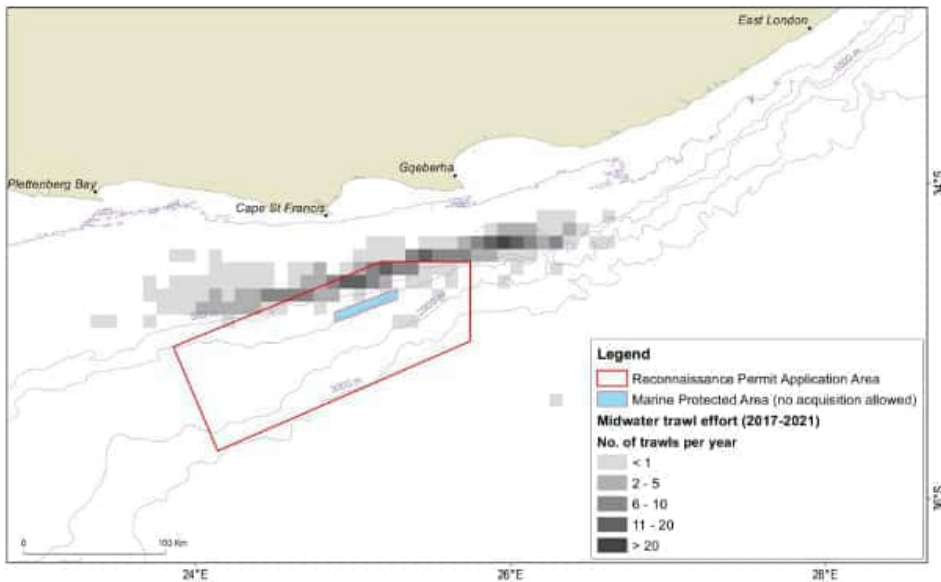 East London
Gqeberha
Plettenberg Bay
Cape St Francis
34°S
3000 m
Legend
Reconnaissance Permit Application Area
Marine Protected Area (no acquisition allowed)
Midwater trawl effort (2017-2021)
No. of trawls per year
< 1
2 - 5
6 - 10
11 - 20
> 20
36°S
0
100 Km
24°E
26°E
28°E